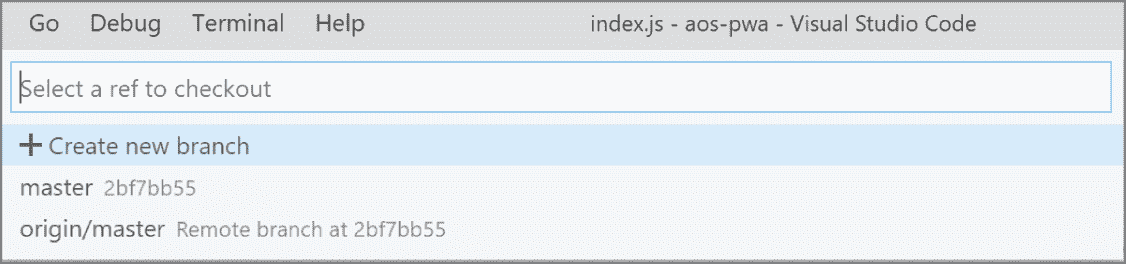 Go Debug Terminal Help index.js - aos-pwa - Visual Studio Code
Select a ref to checkout
Create new branch
master 2bf7bb55
origin/master Remote branch at 2bf7bb55